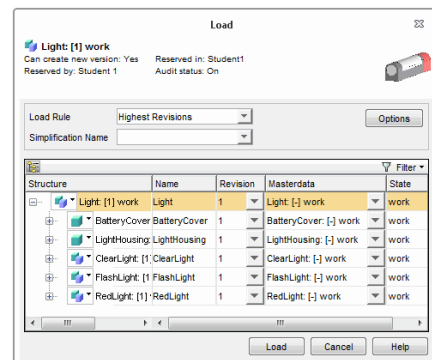 Load
Light: [1] work
Can create new version: Yes Reserved in: Student1
Reserved by: Student 1 Audit status: On
Load Rule Highest Revisions Options
Simplification Name
Filter
Structure Name Revision Masterdata State
Light: [1] work Light 1 Light: [-] work work
BatteryCover BatteryCover 1 BatteryCover: [-] work work
LightHousing: LightHousing 1 LightHousing: [-] work work
ClearLight: [1] ClearLight 1 ClearLight: [-] work work
FlashLight: [1 FlashLight 1 FlashLight: [-] work work
RedLight: [1] RedLight 1 RedLight: [-] work work
Load Cancel Help